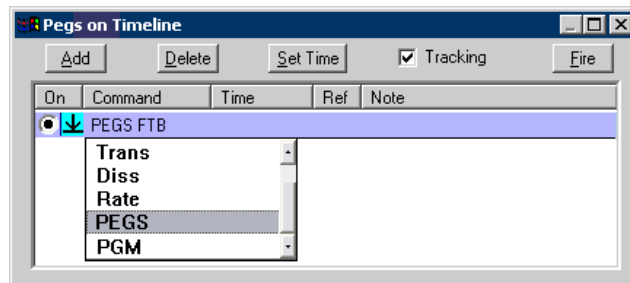 Pegs on Timeline
Add Delete Set Time Tracking Fire
On Command Time Ref Note
PEGS FTB
Trans
Diss
Rate
PEGS
PGM